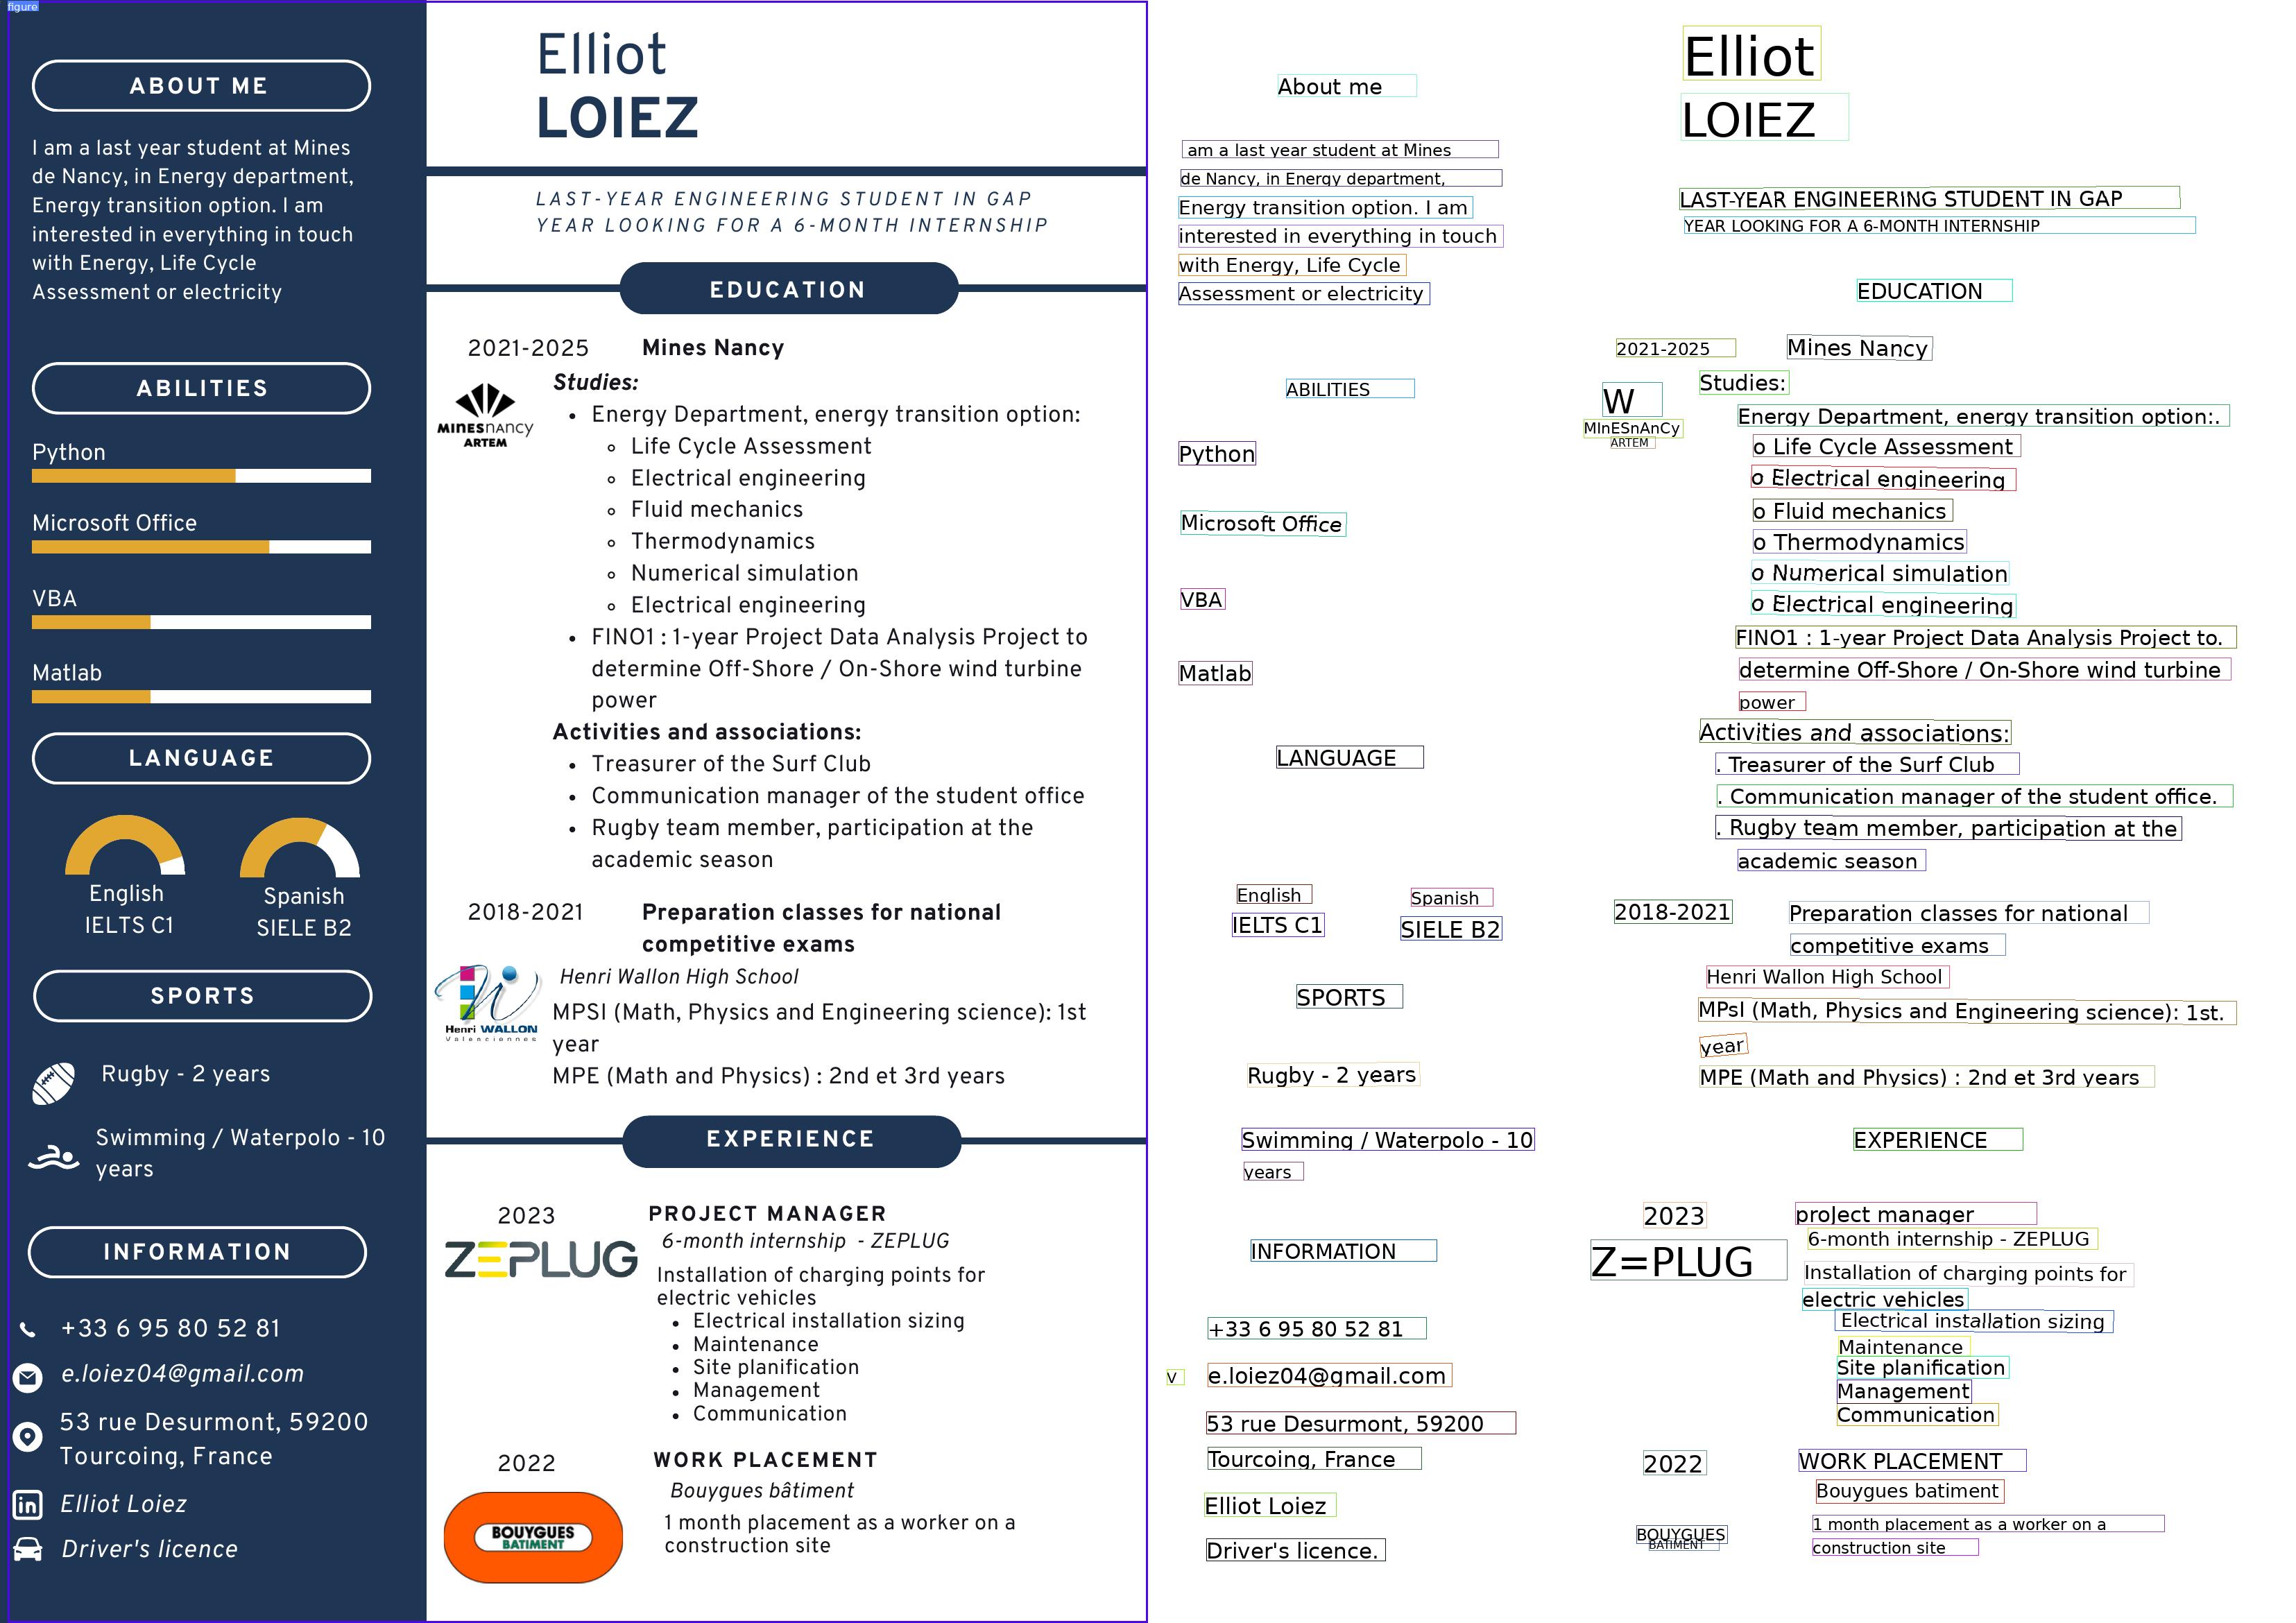 figure
ABOUT ME
I am a last year student at Mines
de Nancy, in Energy department,
Energy transition option. I am
interested in everything in touch
with Energy, Life Cycle
Assessment or electricity
ABILITIES
Python
Microsoft Office
VBA
Matlab
LANGUAGE
English
IELTS C1
Spanish
SIELE B2
SPORTS
Rugby - 2 years
Swimming / Waterpolo - 10
years
INFORMATION
+33 6 95 80 52 81
e.loiez04@gmail.com
53 rue Desurmont, 59200
Tourcoing, France
in
Elliot Loiez
Driver's licence
Elliot
LOIEZ
LAST-YEAR ENGINEERING STUDENT IN GAP
YEAR LOOKING FOR A 6-MONTH INTERNSHIP
EDUCATION
2021-2025 Mines Nancy
MINESnancy
ARTEM
Studies:
• Energy Department, energy transition option:
◦ Life Cycle Assessment
◦ Electrical engineering
◦ Fluid mechanics
◦ Thermodynamics
◦ Numerical simulation
◦ Electrical engineering
• FINO1 : 1-year Project Data Analysis Project to
determine Off-Shore / On-Shore wind turbine
power
Activities and associations:
• Treasurer of the Surf Club
• Communication manager of the student office
• Rugby team member, participation at the
academic season
2018-2021 Preparation classes for national
competitive exams
Henri WALLON
Valenciennes
Henri Wallon High School
MPSI (Math, Physics and Engineering science): 1st
year
MPE (Math and Physics) : 2nd et 3rd years
EXPERIENCE
2023 PROJECT MANAGER
ZEPLUG
6-month internship - ZEPLUG
Installation of charging points for
electric vehicles
• Electrical installation sizing
• Maintenance
• Site planification
• Management
• Communication
2022 WORK PLACEMENT
BOUYGUES
BATIMENT
Bouygues bâtiment
1 month placement as a worker on a
construction site
About me
am a last year student at Mines
de Nancy, in Energy department,
Energy transition option. I am
interested in everything in touch
with Energy, Life Cycle
Assessment or electricity
ABILITIES
Python
Microsoft Office
VBA
Matlab
LANGUAGE
English
IELTS C1
Spanish
SIELE B2
SPORTS
Rugby - 2 years
Swimming / Waterpolo - 10
years
INFORMATION
+33 6 95 80 52 81
V
e.loiez04@gmail.com
53 rue Desurmont, 59200
Tourcoing, France
Elliot Loiez
Driver's licence.
Elliot
LOIEZ
LAST-YEAR ENGINEERING STUDENT IN GAP
YEAR LOOKING FOR A 6-MONTH INTERNSHIP
EDUCATION
2021-2025 Mines Nancy
W
MInESnAnCy
ARTEM
Studies:
Energy Department, energy transition option:.
o Life Cycle Assessment
o Electrical engineering
o Fluid mechanics
o Thermodynamics
o Numerical simulation
o Electrical engineering
FINO1 : 1-year Project Data Analysis Project to.
determine Off-Shore / On-Shore wind turbine
power
Activities and associations:
. Treasurer of the Surf Club
. Communication manager of the student office.
. Rugby team member, participation at the
academic season
2018-2021 Preparation classes for national
competitive exams
Henri Wallon High School
MPsI (Math, Physics and Engineering science): 1st.
year
MPE (Math and Physics) : 2nd et 3rd years
EXPERIENCE
2023 project manager
Z=PLUG
6-month internship - ZEPLUG
Installation of charging points for
electric vehicles
Electrical installation sizing
Maintenance
Site planification
Management
Communication
2022 WORK PLACEMENT
Bouygues batiment
BOUYGUES
BATIMENT
1 month placement as a worker on a
construction site